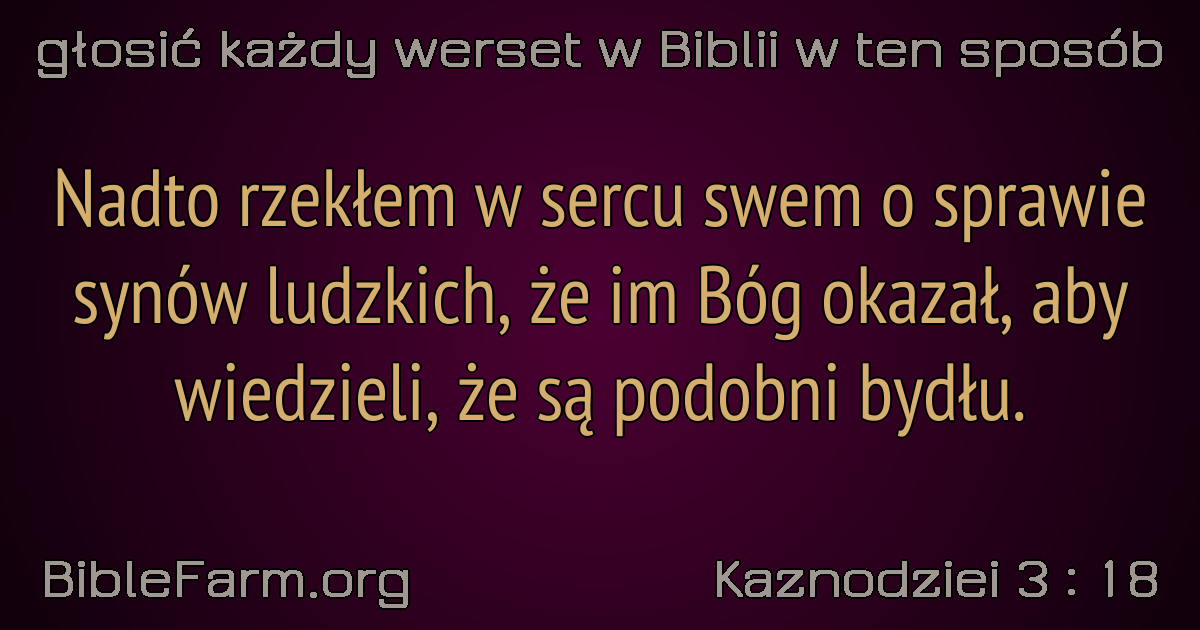 głosić każdy werset w Biblii w ten sposób
Nadto rzekłem w sercu swem o sprawie
synów ludzkich, że im Bóg okazał, aby
wiedzieli, że są podobni bydłu.
BibleFarm.org
Kaznodziei 3 : 18